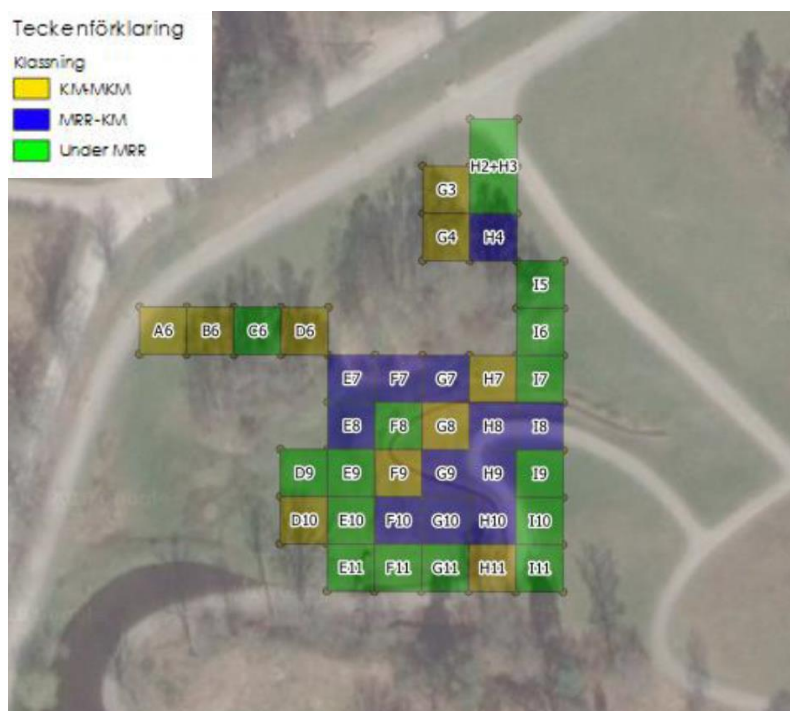 Teckenförklaring
Klassning
KM-MKM
MRR-KM
Under MRR
H2+H3
G3
G4 H4
I5
A6 B6 C6 D6 I6
E7 F7 G7 H7 I7
E8 F8 G8 H8 I8
D9 E9 F9 G9 H9 I9
D10 E10 F10 G10 H10 I10
E11 F11 G11 H11 I11